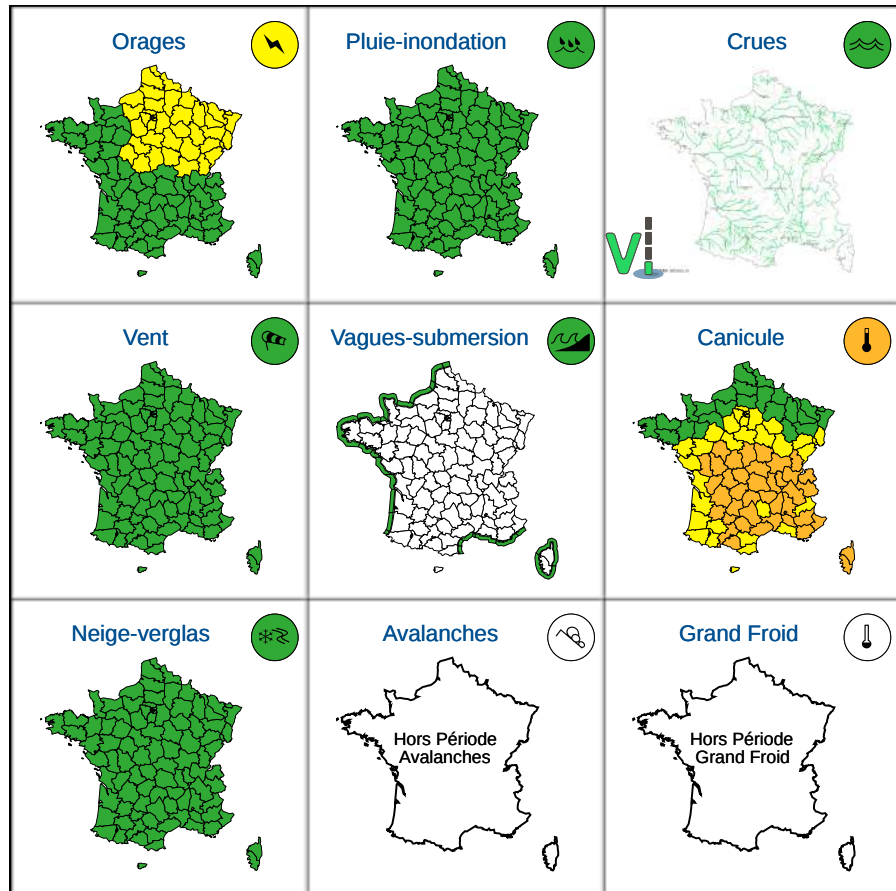 Orages
Pluie-inondation
Crues
Vent
Vagues-submersion
Canicule
Neige-verglas
Avalanches
Grand Froid
Hors Période
Avalanches
Hors Période
Grand Froid